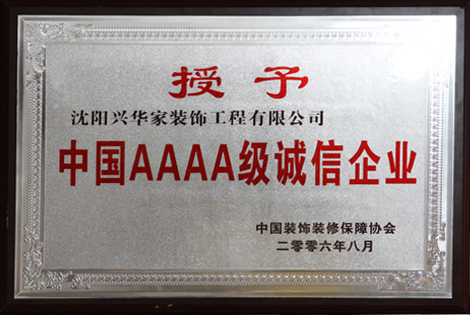 授予
沈阳兴华家装饰工程有限公司
中国AAAA级诚信企业
中国装饰装修保障协会
二零零六年八月